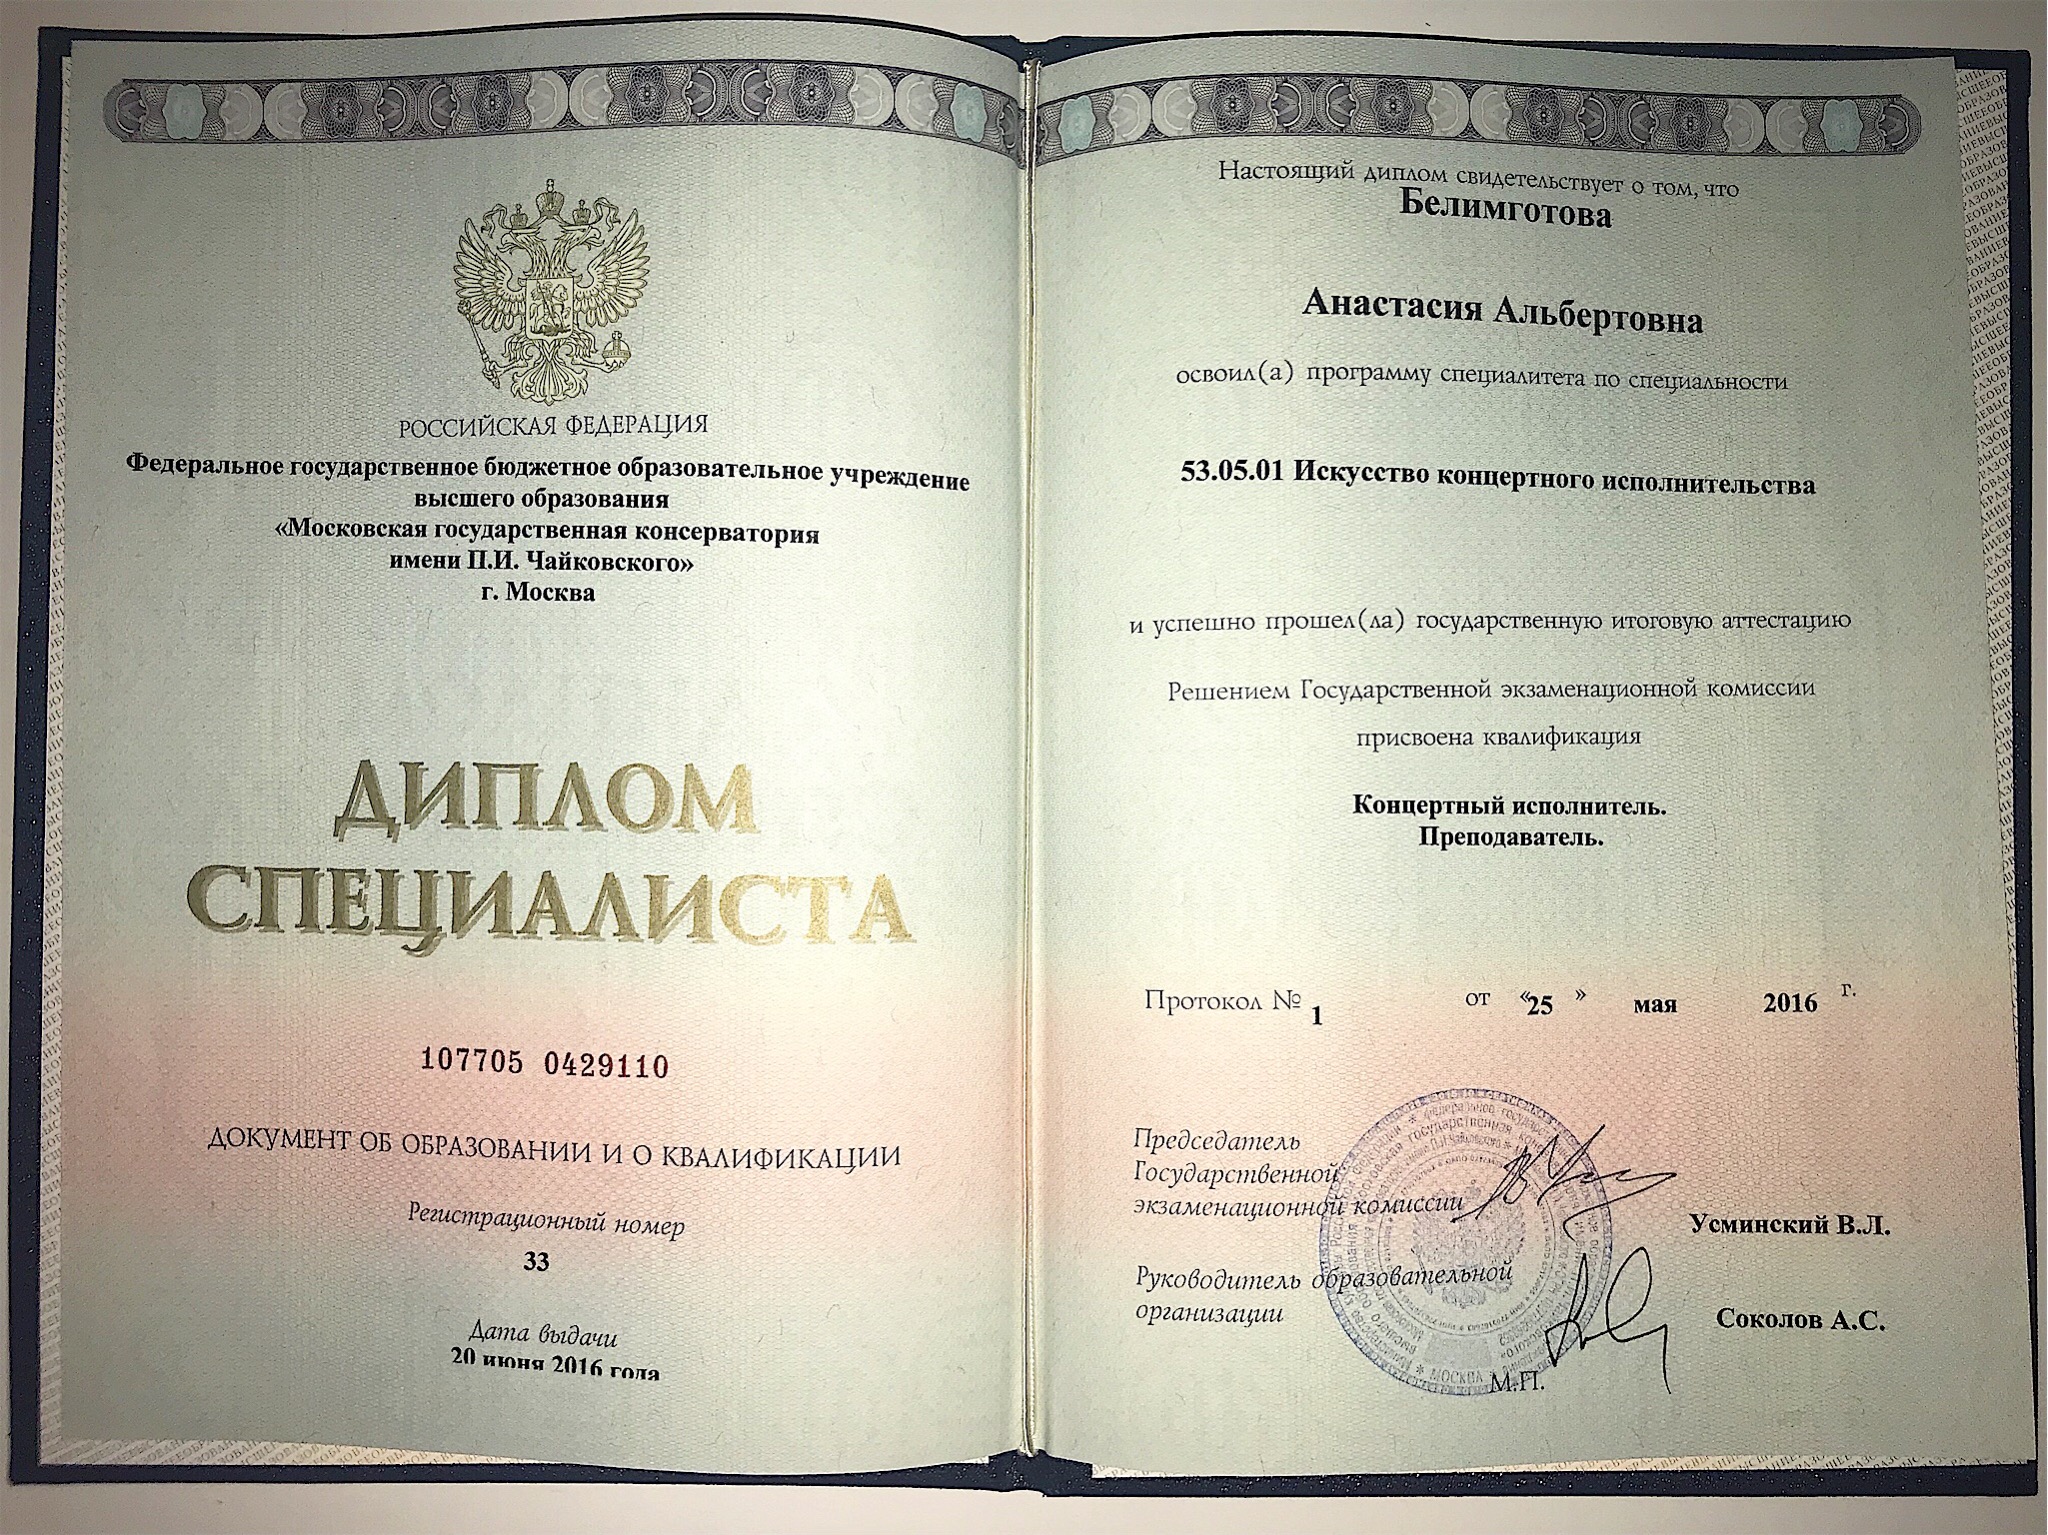 РОССИЙСКАЯ ФЕДЕРАЦИЯ
Федеральное государственное бюджетное образовательное учреждение
высшего образования
«Московская государственная консерватория
имени П.И. Чайковского»
г. Москва
ДИПЛОМ
СПЕЦИАЛИСТА
107705 0429110
ДОКУМЕНТ ОБ ОБРАЗОВАНИИ И О КВАЛИФИКАЦИИ
Регистрационный номер
33
Дата выдачи
20 июня 2016 года
Настоящий диплом свидетельствует о том, что
Белимготова
Анастасия Альбертовна
освоил(а) программу специалитета по специальности
53.05.01 Искусство концертного исполнительства
и успешно прошел(ла) государственную итоговую аттестацию
Решением Государственной экзаменационной комиссии
присвоена квалификация
Концертный исполнитель.
Преподаватель.
Протокол № 1 от «25» мая 2016 г.
Председатель
Государственной
экзаменационной комиссии
Усминский В.Л.
Руководитель образовательной
организации
Соколов А.С.
М.П.
МОСКВА